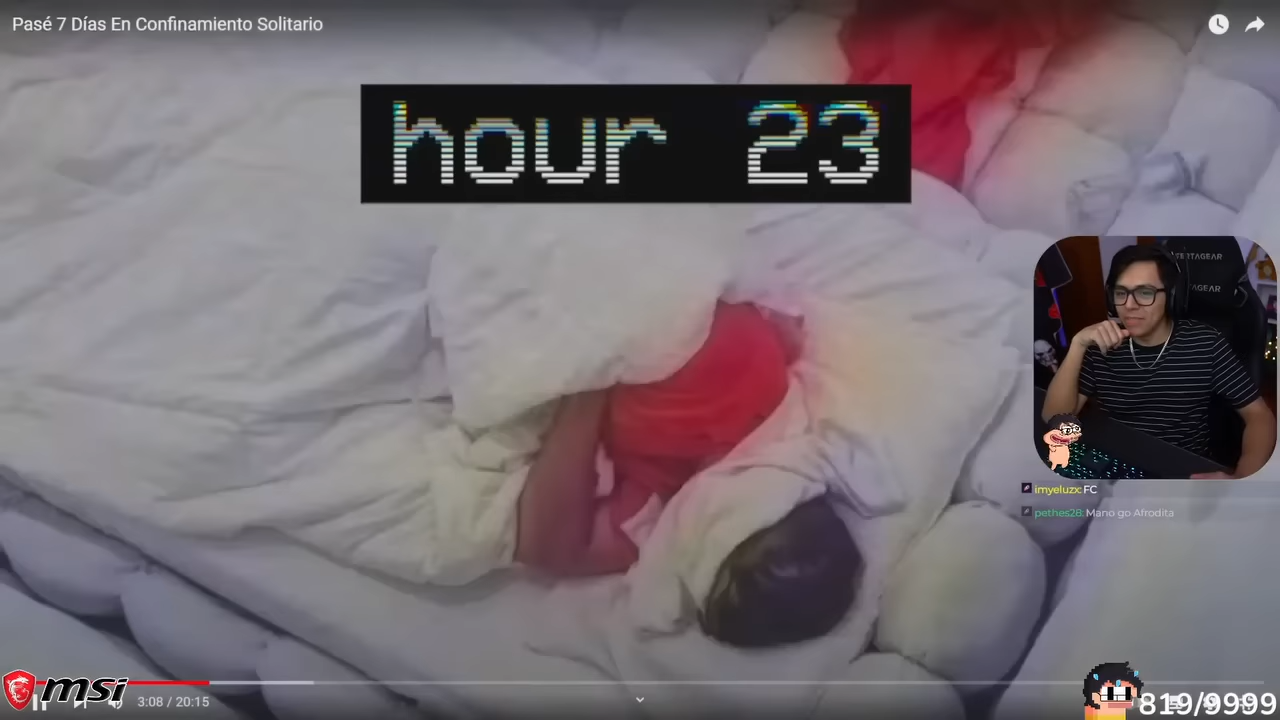 Pasé 7 Días En Confinamiento Solitario
hour 23
SERTAGEAR
imyeluzx: FC
pethes28: Mano go Afrodita
msi
3:08 / 20:15
819/9999